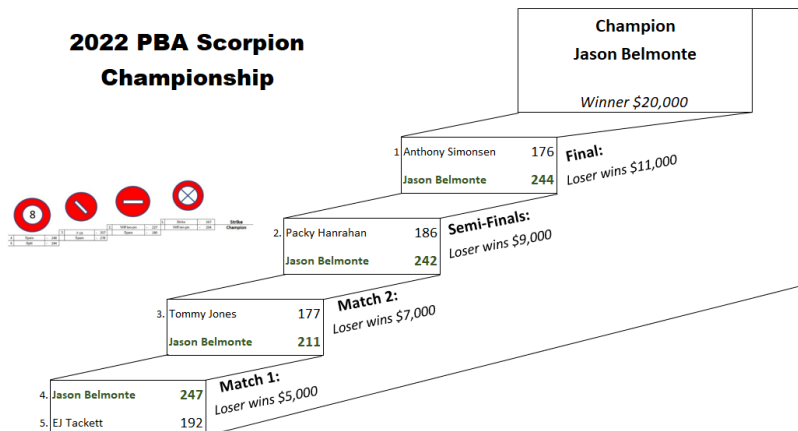 2022 PBA Scorpion
Championship
Champion
Jason Belmonte
Winner $20,000
1 Anthony Simonsen 176
Jason Belmonte 244
Final:
Loser wins $11,000
2. Packy Hanrahan 186
Jason Belmonte 242
Semi-Finals:
Loser wins $9,000
3. Tommy Jones 177
Jason Belmonte 211
Match 2:
Loser wins $7,000
4. Jason Belmonte 247
5. EJ Tackett 192
Match 1:
Loser wins $5,000
8
Strike
Champion